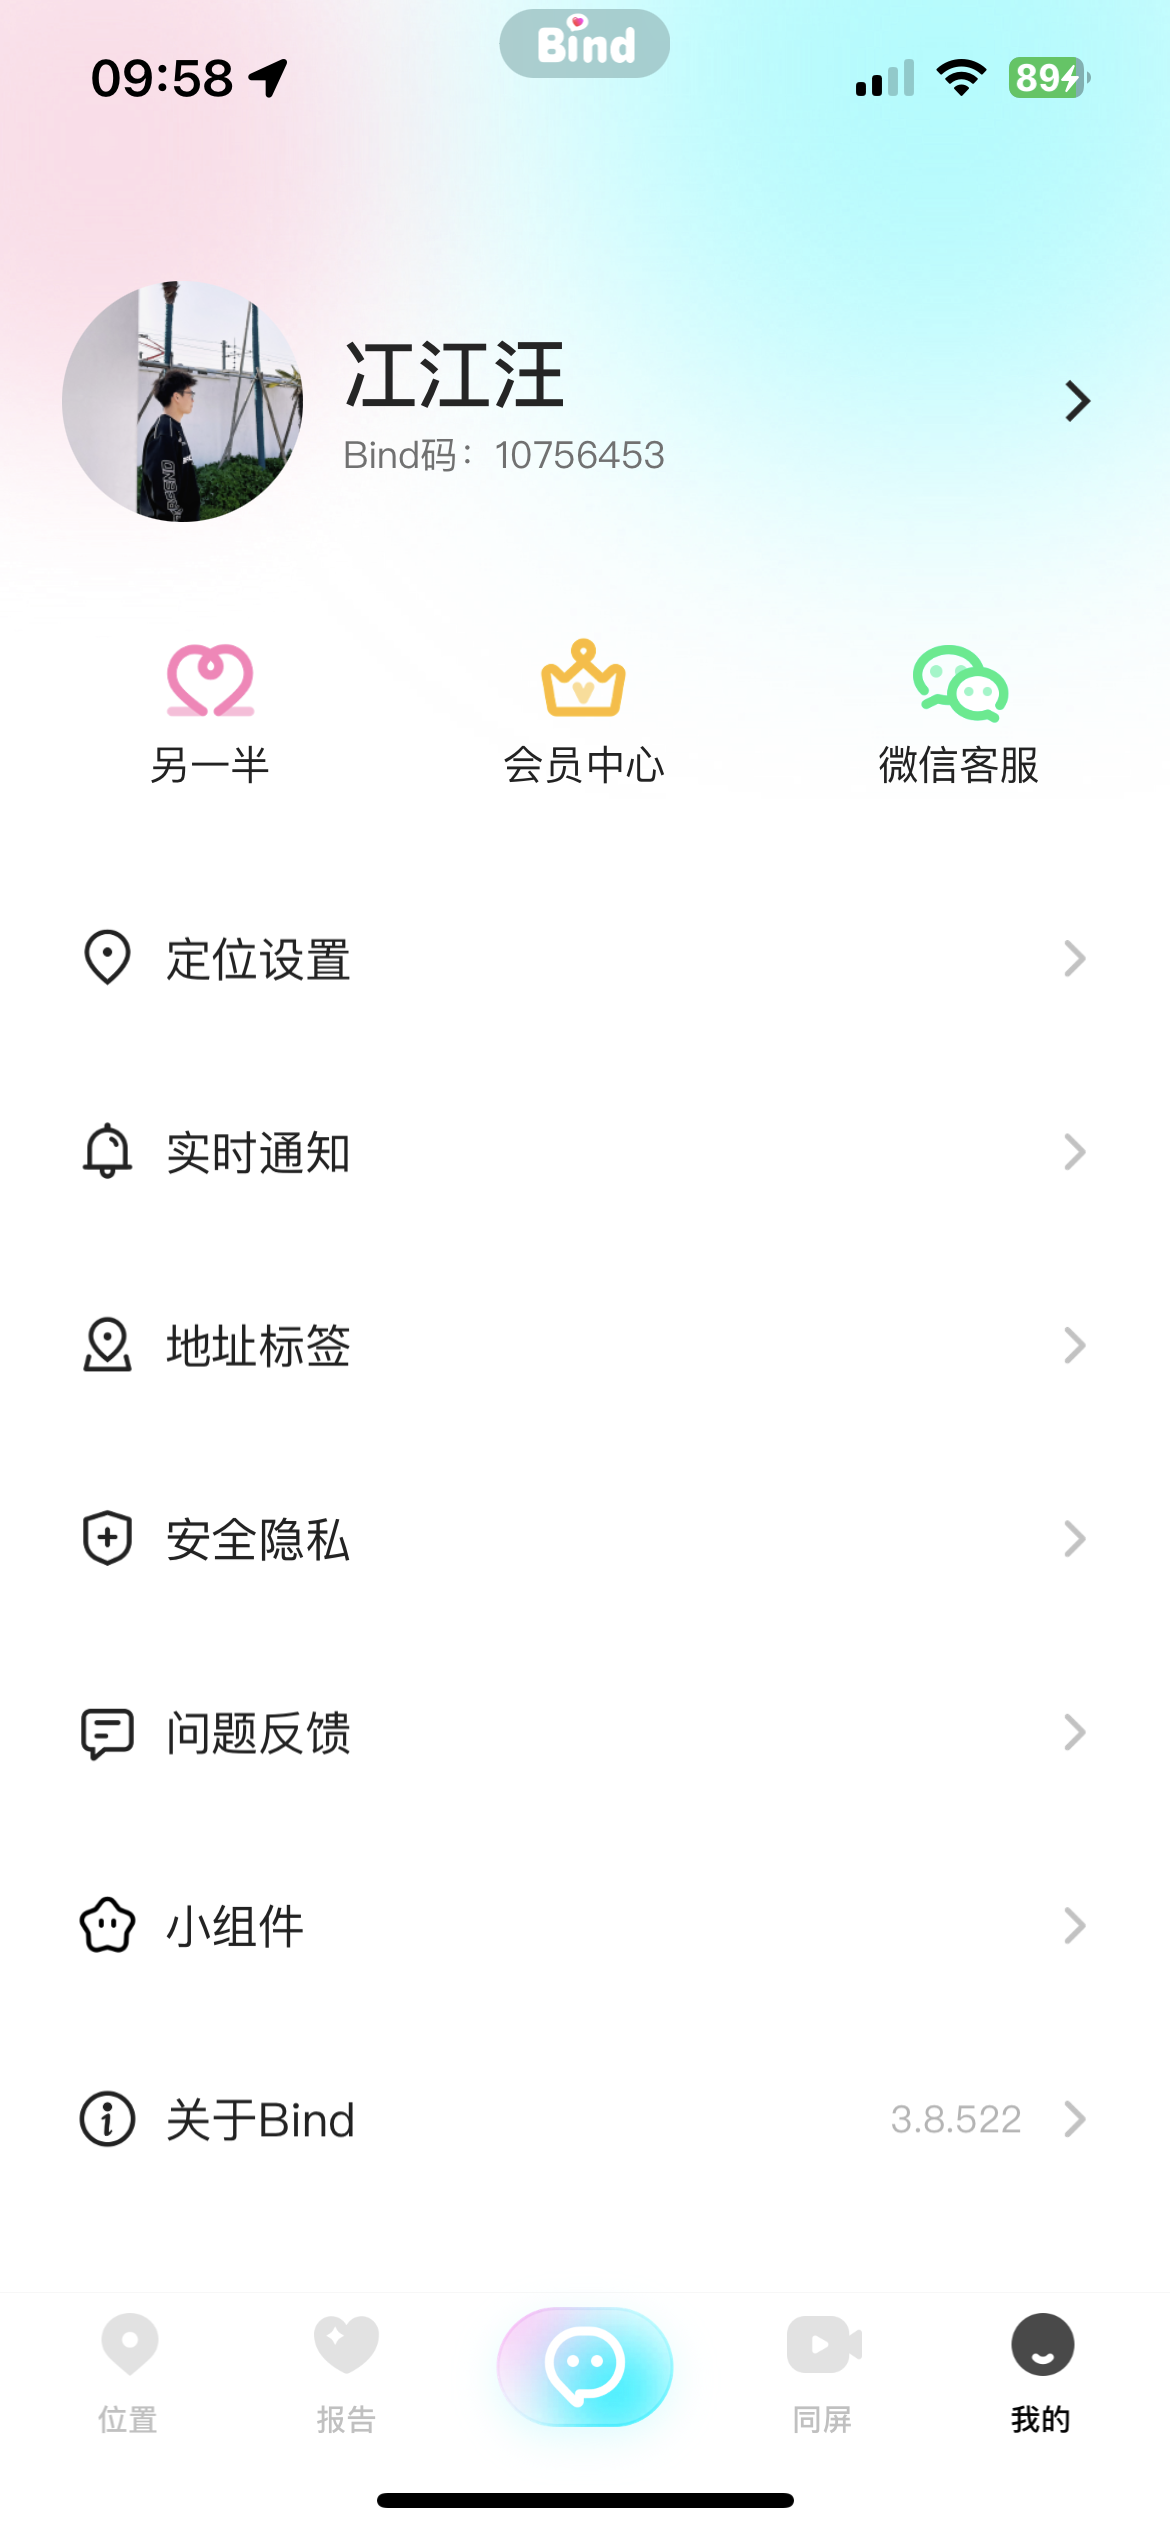 Bind
09:58
89
冮江汪
Bind码：10756453
另一半
会员中心
微信客服
定位设置
实时通知
地址标签
安全隐私
问题反馈
小组件
关于Bind
3.8.522
位置
报告
同屏
我的